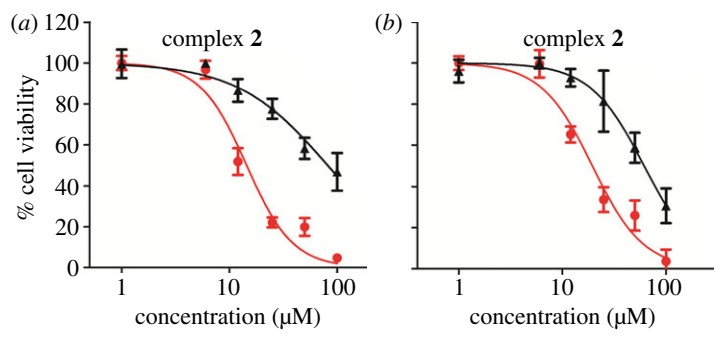 (a)
120
100
80
60
40
20
0
% cell viability
complex 2
1
10
100
concentration (μM)
(b)
complex 2
1
10
100
concentration (μM)